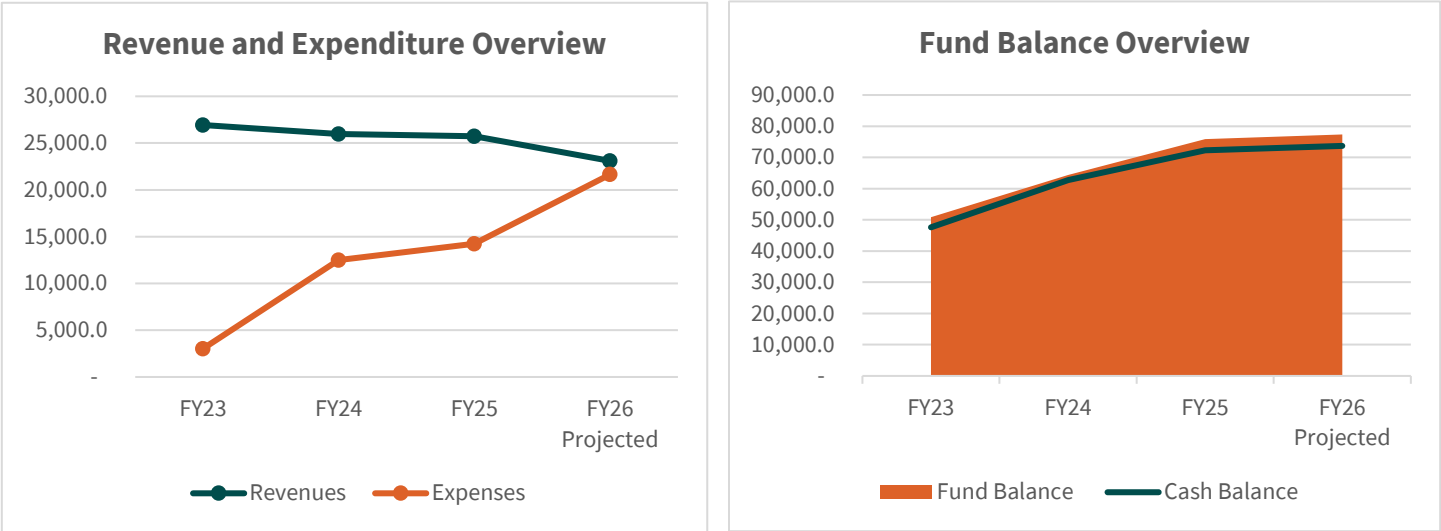 Revenue and Expenditure Overview
30,000.0
25,000.0
20,000.0
15,000.0
10,000.0
5,000.0
-
FY23 FY24 FY25 FY26
Projected
Revenues Expenses
Fund Balance Overview
90,000.0
80,000.0
70,000.0
60,000.0
50,000.0
40,000.0
30,000.0
20,000.0
10,000.0
-
FY23 FY24 FY25 FY26
Projected
Fund Balance Cash Balance